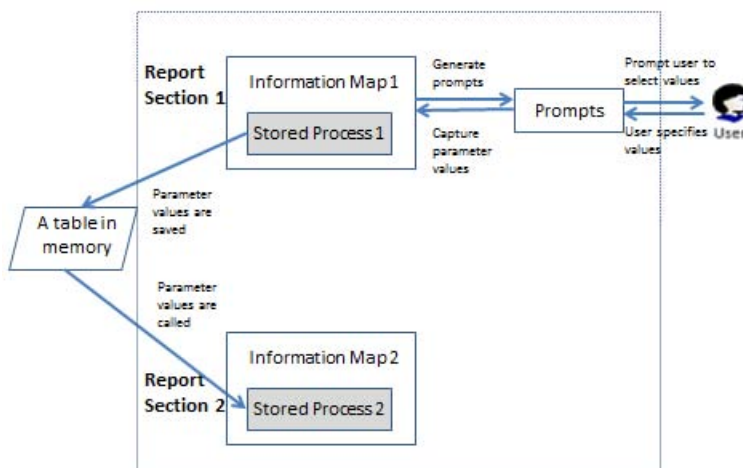 Report
Section 1
Information Map 1
Stored Process 1
Generate
prompts
Capture
parameter
values
Prompts
Prompt user to
select values
User specifies
values
User
Parameter
values are
saved
A table in
memory
Parameter
values are
called
Report
Section 2
Information Map 2
Stored Process 2